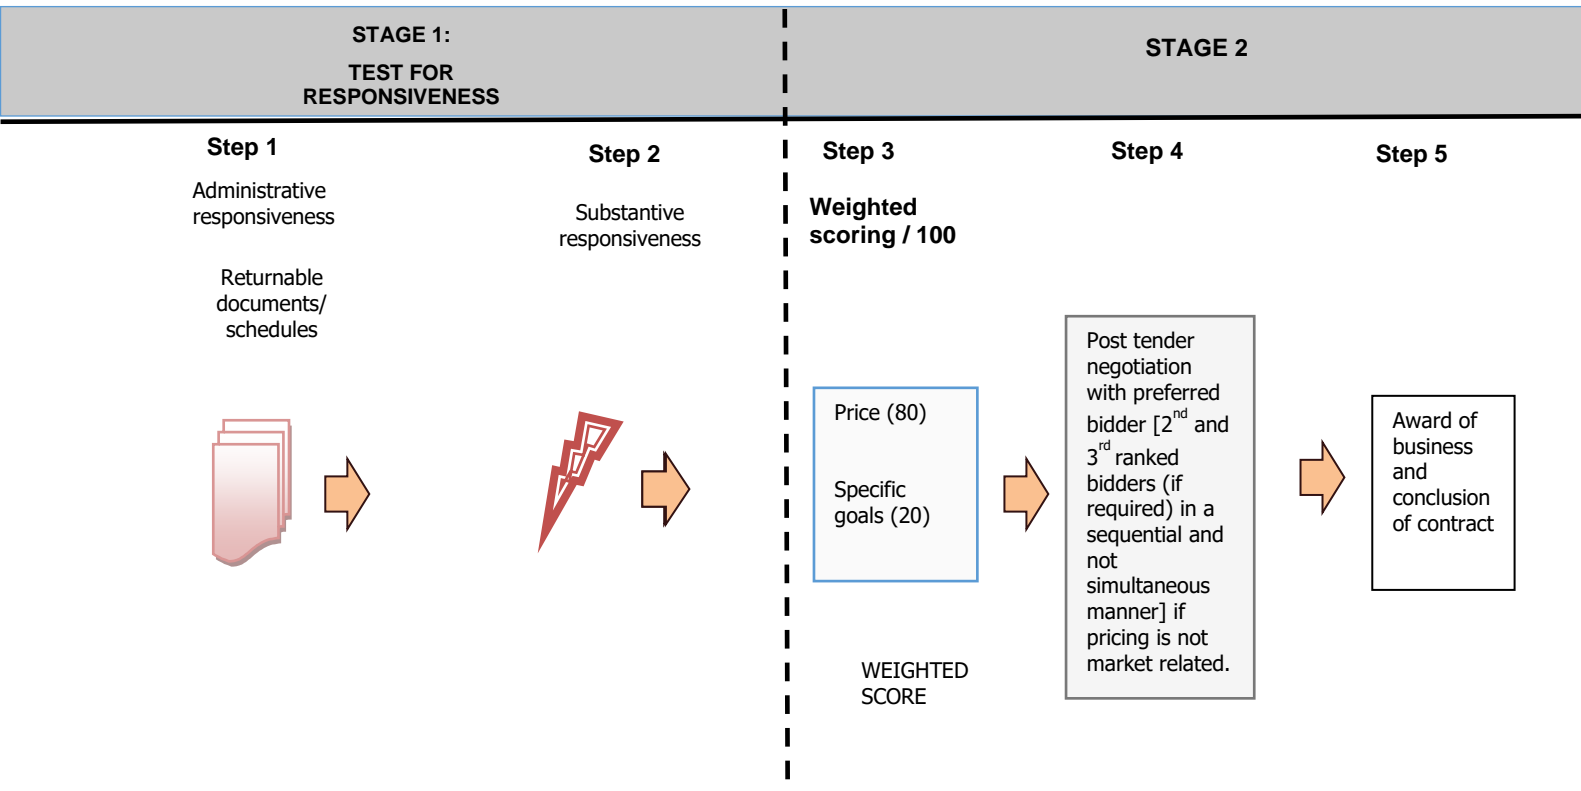 STAGE 1:
TEST FOR
RESPONSIVENESS
STAGE 2
Step 1
Administrative
responsiveness
Returnable
documents/
schedules
Step 2
Substantive
responsiveness
Step 3
Weighted
scoring / 100
Price (80)
Specific
goals (20)
WEIGHTED
SCORE
Step 4
Post tender
negotiation
with preferred
bidder [2nd and
3rd ranked
bidders (if
required) in a
sequential and
not
simultaneous
manner] if
pricing is not
market related.
Step 5
Award of
business
and
conclusion
of contract